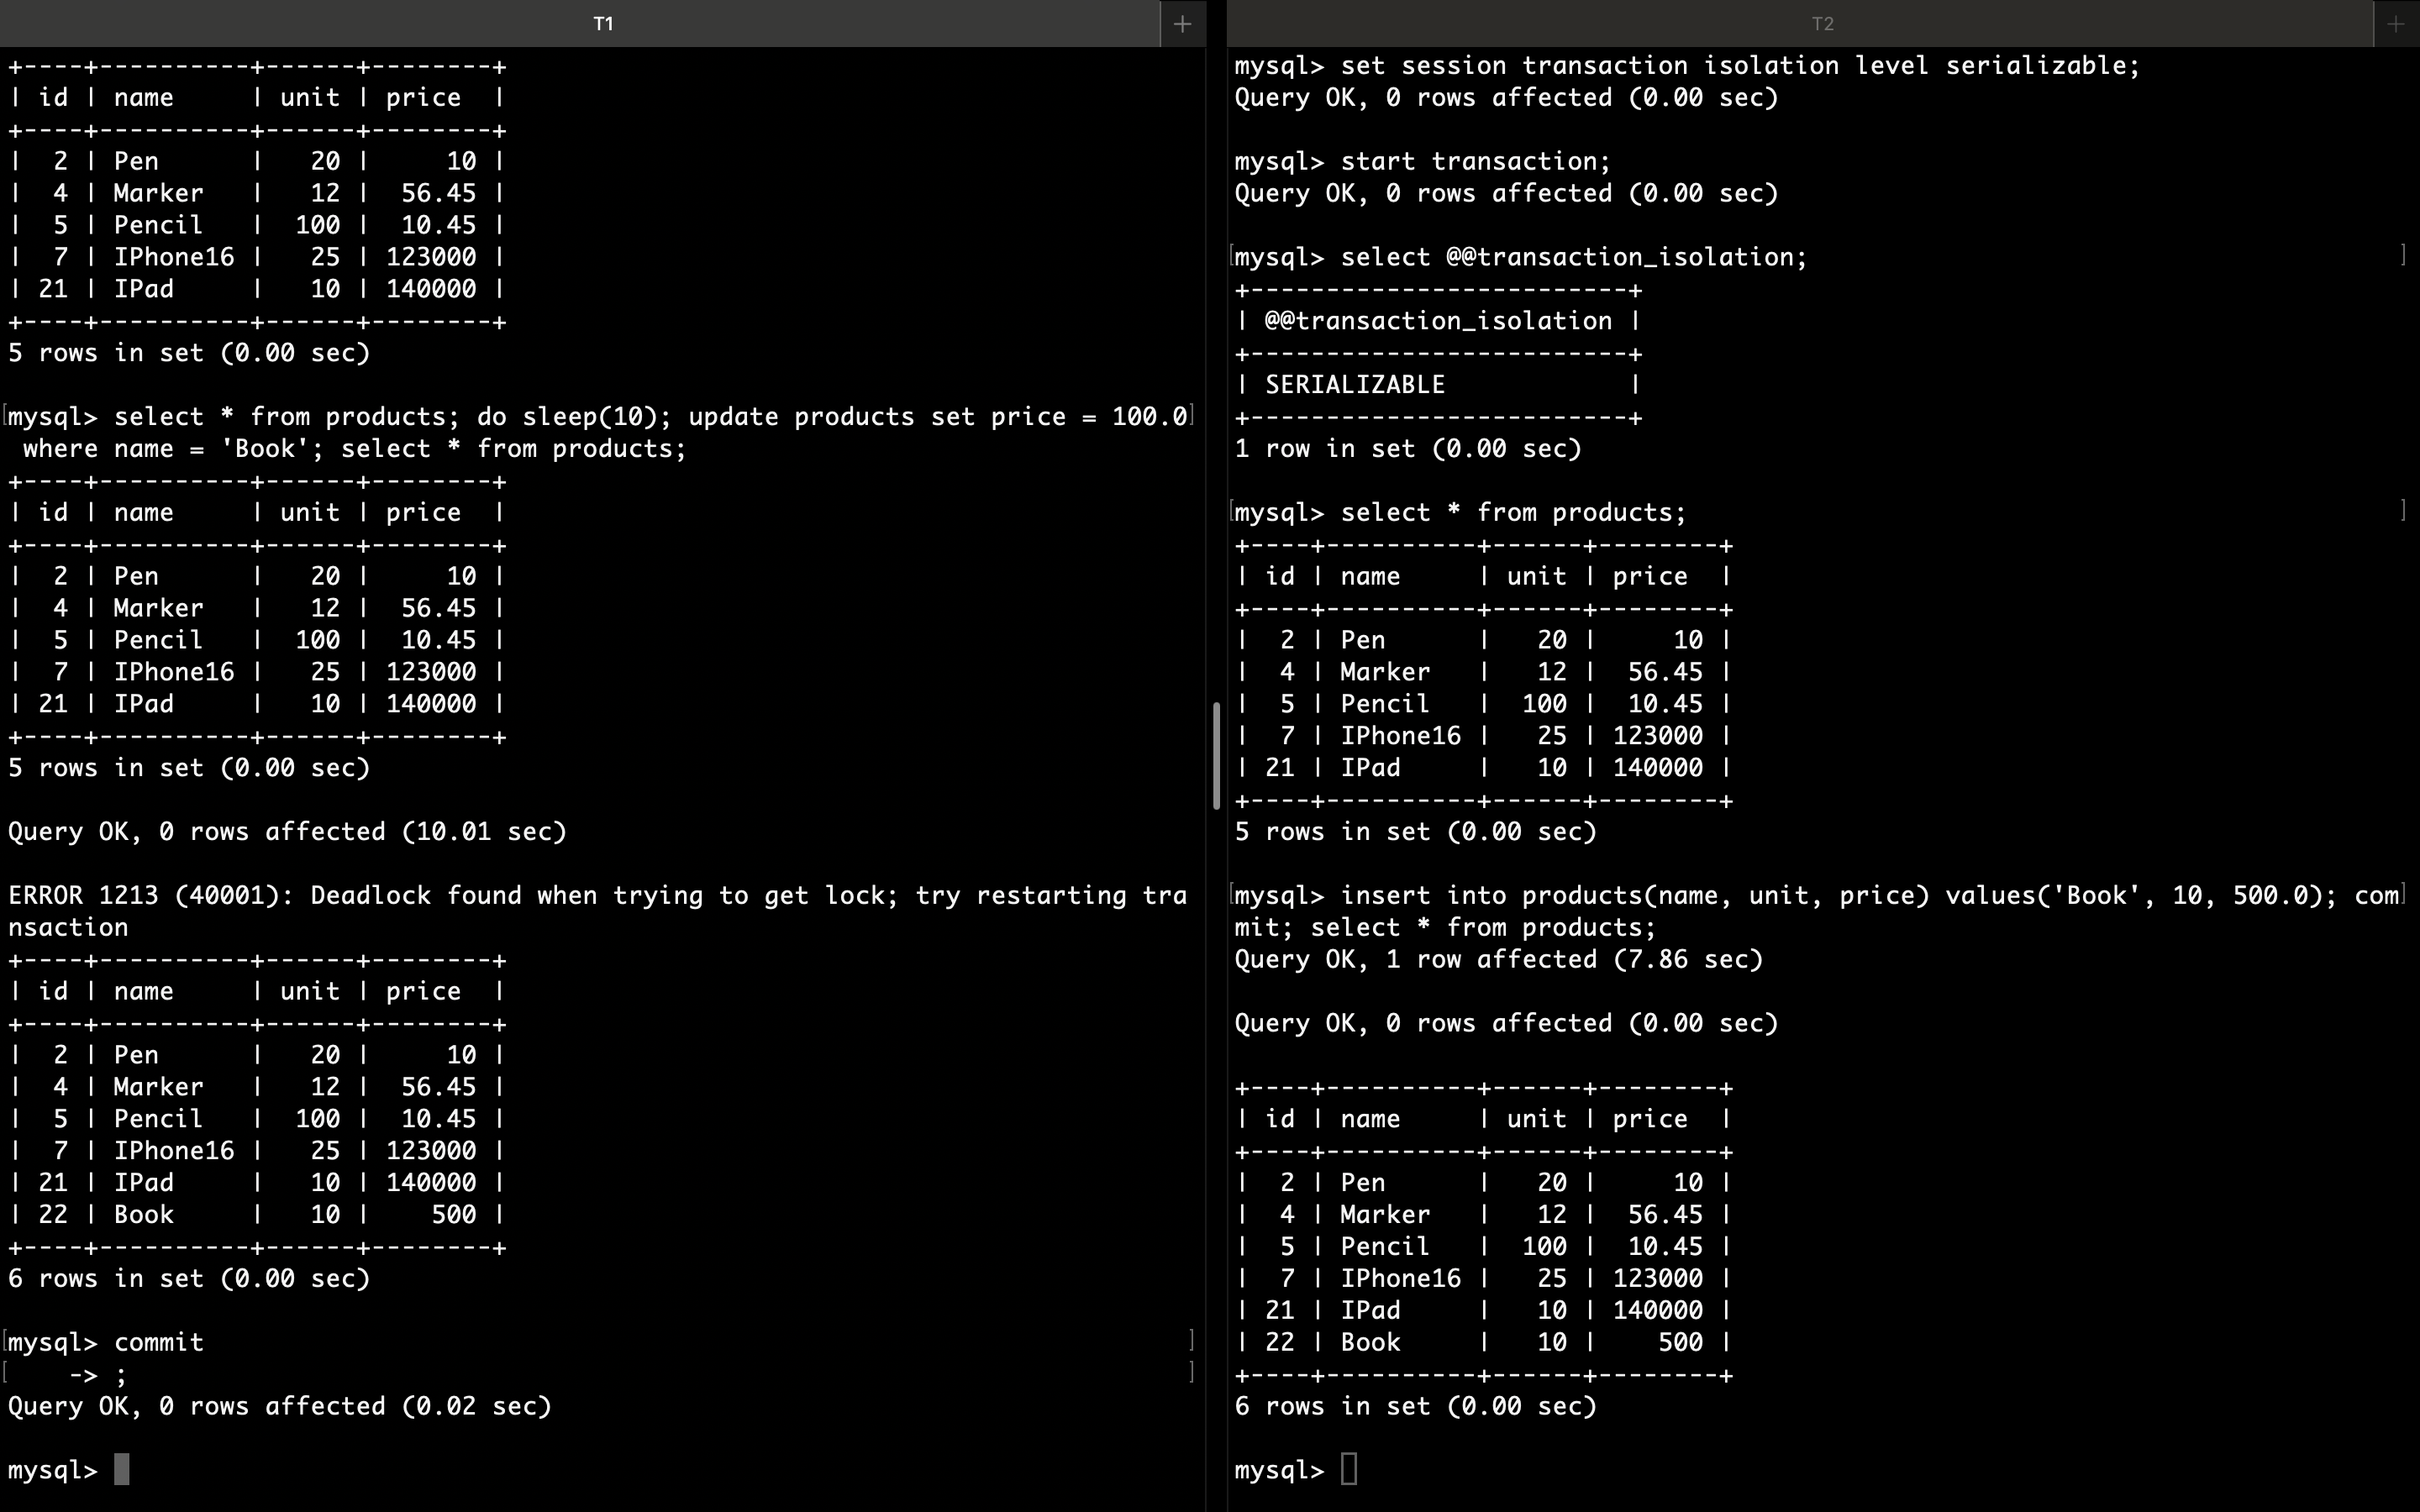 T1
+
+----+----------+------+--------+
| id | name     | unit | price  |
+----+----------+------+--------+
|  2 | Pen      |   20 |     10 |
|  4 | Marker   |   12 |  56.45 |
|  5 | Pencil   |  100 |  10.45 |
|  7 | IPhone16 |   25 | 123000 |
| 21 | IPad     |   10 | 140000 |
+----+----------+------+--------+
5 rows in set (0.00 sec)

mysql> select * from products; do sleep(10); update products set price = 100.0
 where name = 'Book'; select * from products;
+----+----------+------+--------+
| id | name     | unit | price  |
+----+----------+------+--------+
|  2 | Pen      |   20 |     10 |
|  4 | Marker   |   12 |  56.45 |
|  5 | Pencil   |  100 |  10.45 |
|  7 | IPhone16 |   25 | 123000 |
| 21 | IPad     |   10 | 140000 |
+----+----------+------+--------+
5 rows in set (0.00 sec)

Query OK, 0 rows affected (10.01 sec)

ERROR 1213 (40001): Deadlock found when trying to get lock; try restarting tra
nsaction
+----+----------+------+--------+
| id | name     | unit | price  |
+----+----------+------+--------+
|  2 | Pen      |   20 |     10 |
|  4 | Marker   |   12 |  56.45 |
|  5 | Pencil   |  100 |  10.45 |
|  7 | IPhone16 |   25 | 123000 |
| 21 | IPad     |   10 | 140000 |
| 22 | Book     |   10 |    500 |
+----+----------+------+--------+
6 rows in set (0.00 sec)

mysql> commit
    -> ;
Query OK, 0 rows affected (0.02 sec)

mysql>
T2
+
mysql> set session transaction isolation level serializable;
Query OK, 0 rows affected (0.00 sec)

mysql> start transaction;
Query OK, 0 rows affected (0.00 sec)

mysql> select @@transaction_isolation;
+-------------------------+
| @@transaction_isolation |
+-------------------------+
| SERIALIZABLE            |
+-------------------------+
1 row in set (0.00 sec)

mysql> select * from products;
+----+----------+------+--------+
| id | name     | unit | price  |
+----+----------+------+--------+
|  2 | Pen      |   20 |     10 |
|  4 | Marker   |   12 |  56.45 |
|  5 | Pencil   |  100 |  10.45 |
|  7 | IPhone16 |   25 | 123000 |
| 21 | IPad     |   10 | 140000 |
+----+----------+------+--------+
5 rows in set (0.00 sec)

mysql> insert into products(name, unit, price) values('Book', 10, 500.0); com
mit; select * from products;
Query OK, 1 row affected (7.86 sec)

Query OK, 0 rows affected (0.00 sec)

+----+----------+------+--------+
| id | name     | unit | price  |
+----+----------+------+--------+
|  2 | Pen      |   20 |     10 |
|  4 | Marker   |   12 |  56.45 |
|  5 | Pencil   |  100 |  10.45 |
|  7 | IPhone16 |   25 | 123000 |
| 21 | IPad     |   10 | 140000 |
| 22 | Book     |   10 |    500 |
+----+----------+------+--------+
6 rows in set (0.00 sec)

mysql>